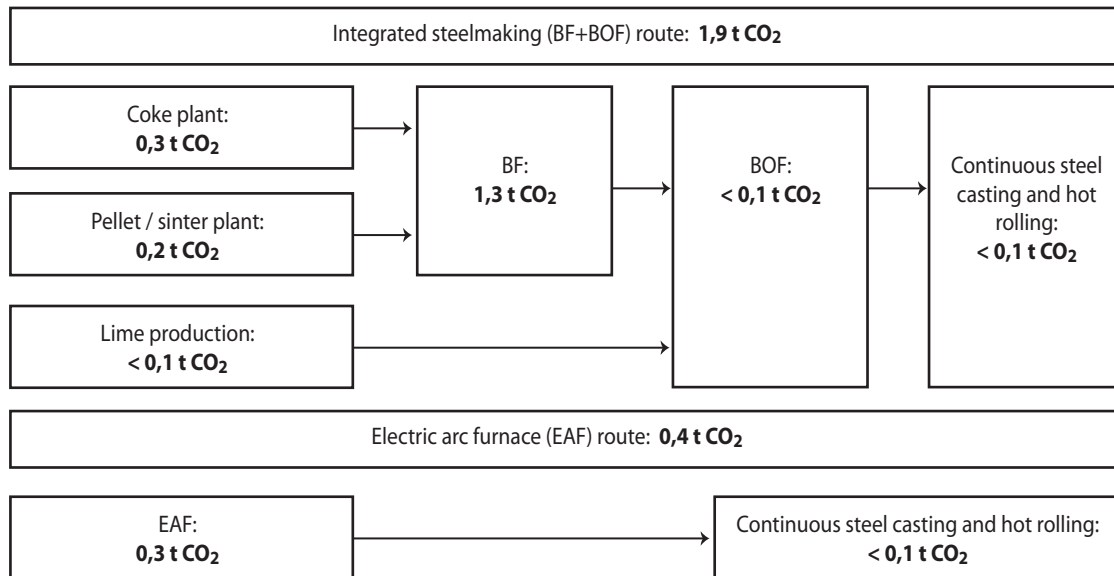 Integrated steelmaking (BF+BOF) route: 1,9 t CO₂
Coke plant:
0,3 t CO₂
Pellet / sinter plant:
0,2 t CO₂
Lime production:
< 0,1 t CO₂
BF:
1,3 t CO₂
BOF:
< 0,1 t CO₂
Continuous steel
casting and hot
rolling:
< 0,1 t CO₂
Electric arc furnace (EAF) route: 0,4 t CO₂
EAF:
0,3 t CO₂
Continuous steel casting and hot rolling:
< 0,1 t CO₂